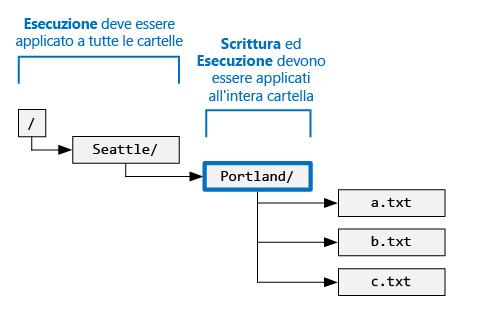 Esecuzione deve essere
applicato a tutte le cartelle
Scrittura ed
Esecuzione devono
essere applicati
all'intera cartella
/
Seattle/
Portland/
a.txt
b.txt
c.txt